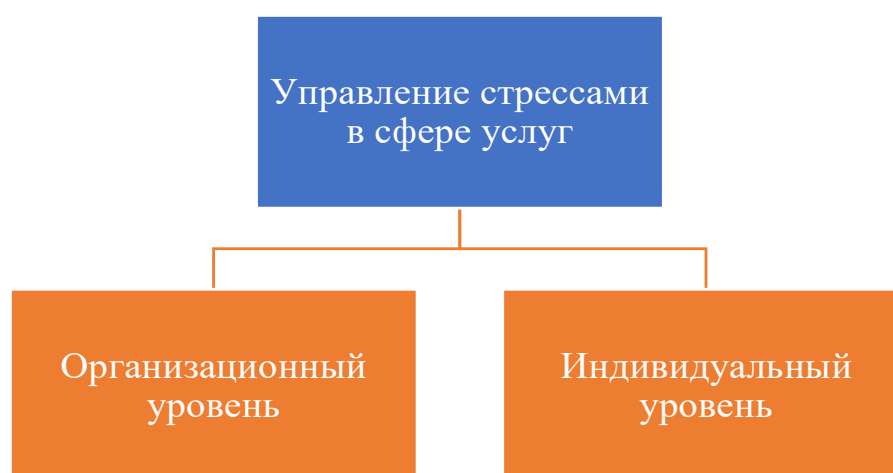 Управление стрессами
в сфере услуг
Организационный
уровень
Индивидуальный
уровень